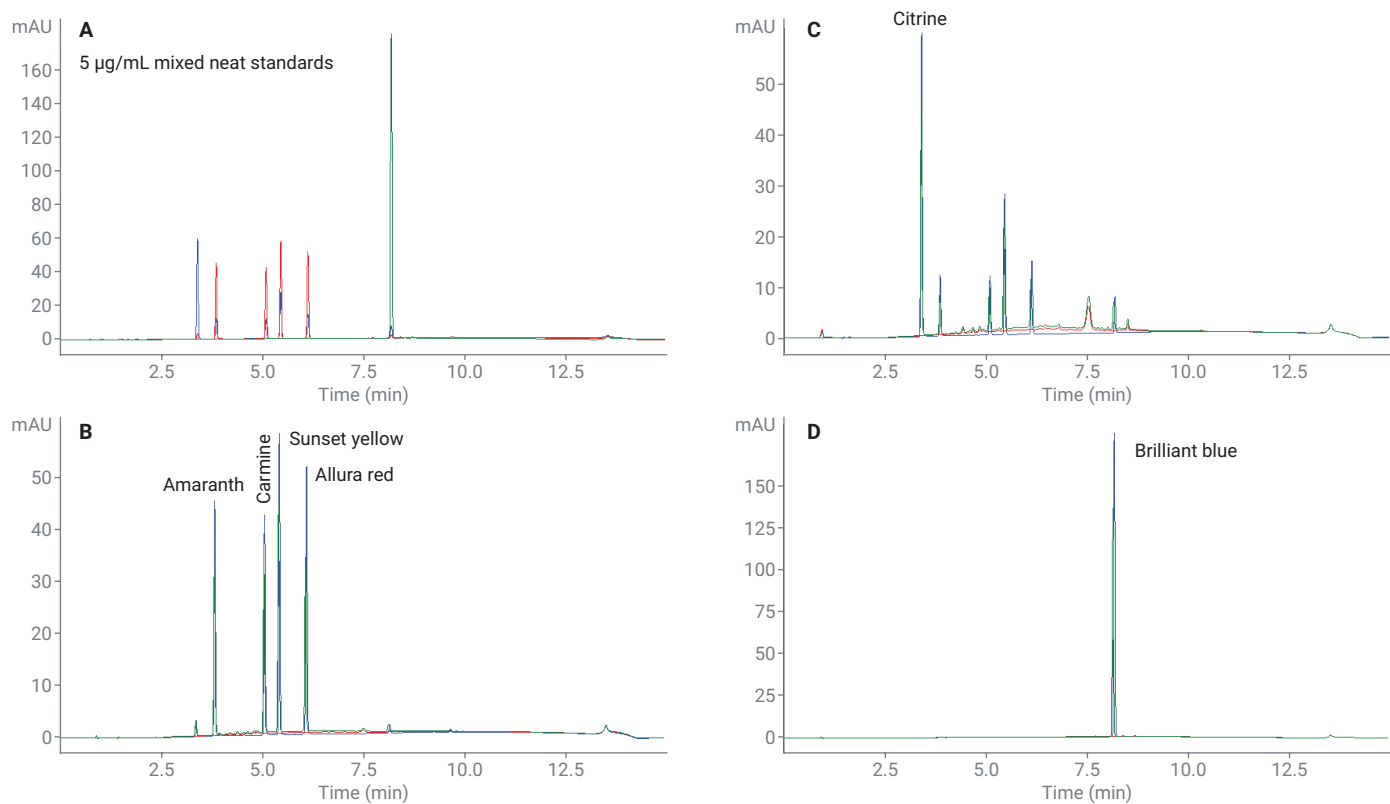 mAU
A
5 µg/mL mixed neat standards
160
140
120
100
80
60
40
20
0
2.5 5.0 7.5 10.0 12.5
Time (min)
mAU
C
Citrine
50
40
30
20
10
0
2.5 5.0 7.5 10.0 12.5
Time (min)
mAU
B
Amaranth
Carmine
Sunset yellow
Allura red
50
40
30
20
10
0
2.5 5.0 7.5 10.0 12.5
Time (min)
mAU
D
Brilliant blue
150
125
100
75
50
25
0
2.5 5.0 7.5 10.0 12.5
Time (min)